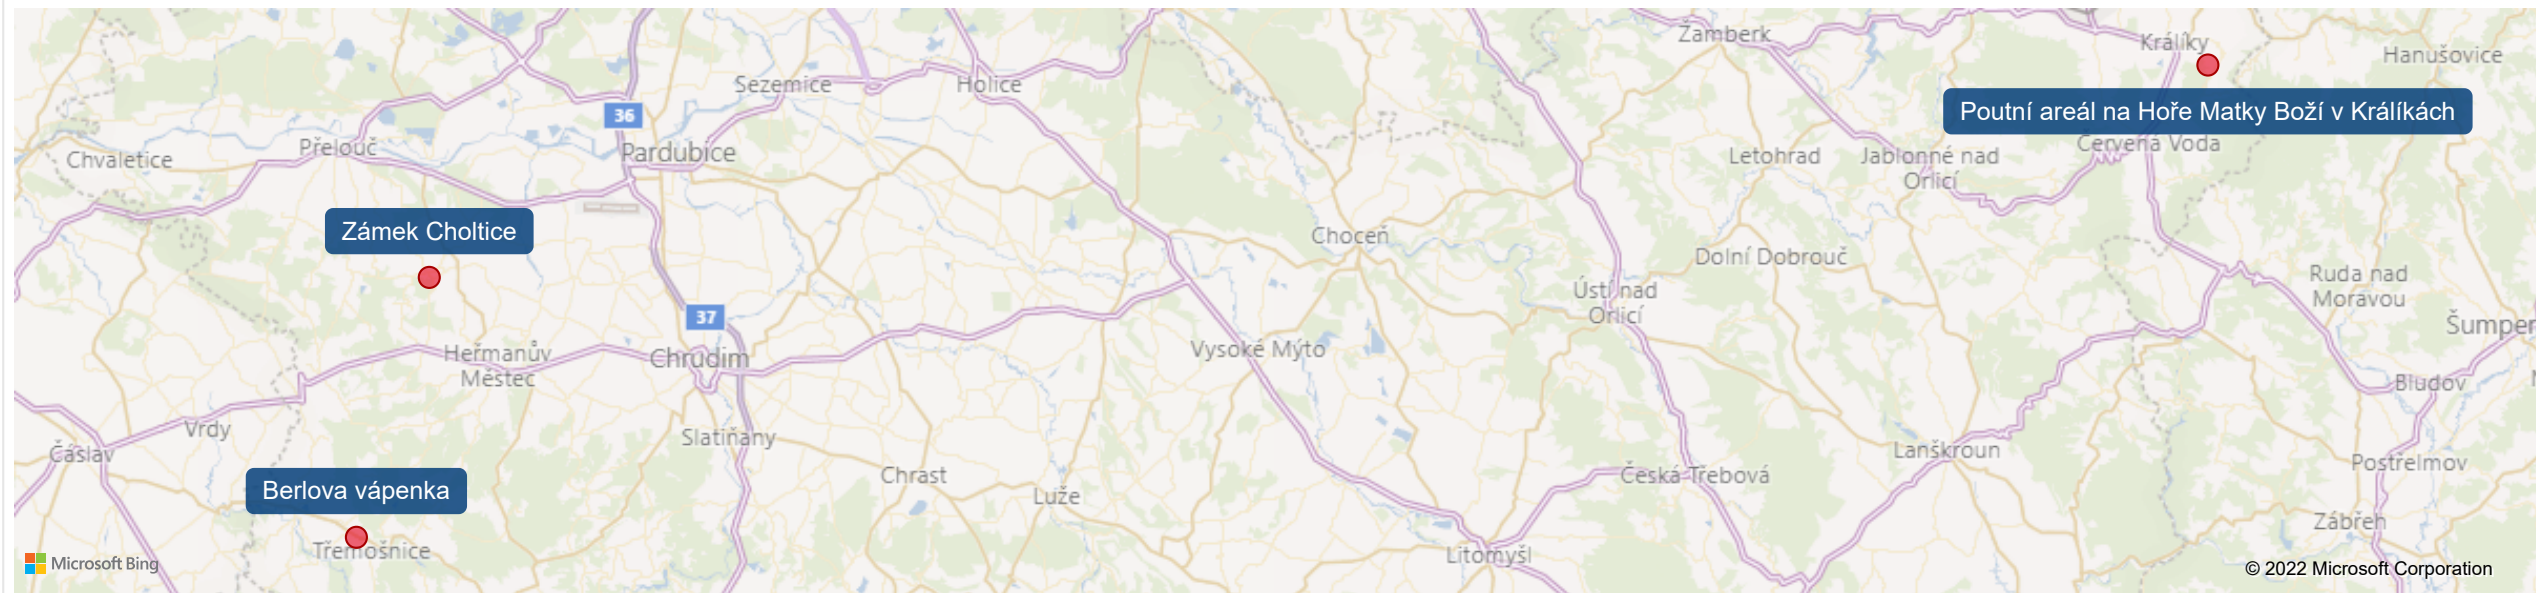 Žamberk
Králíky
Hanušovice
Sezemice
Holice
36
Poutní areál na Hoře Matky Boží v Králíkách
Přelouč
Chvaletice
Pardubice
Letohrad
Jablonné nad
Orlicí
Červená Voda
Zámek Choltice
Choceň
Dolní Dobrouč
Ústí nad
Orlicí
Ruda nad
Moravou
37
Heřmanův
Městec
Chrudim
Vysoké Mýto
Šumper
Bludov
Vrdy
Čáslav
Slatiňany
Chrast
Luže
Česká Třebová
Lanškroun
Postřelmov
Berlova vápenka
Třemošnice
Litomyšl
Zábřeh
Microsoft Bing
© 2022 Microsoft Corporation